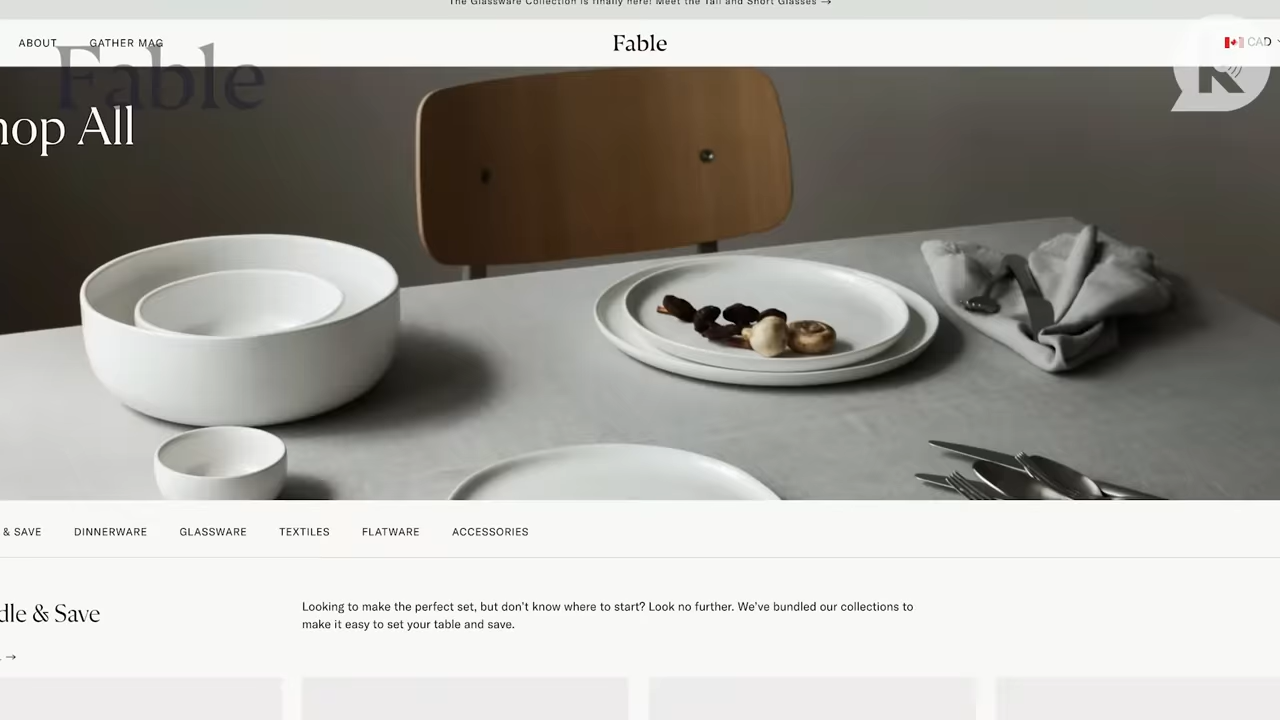 The Glassware Collection is finally here! Meet the Tall and Short Glasses →
ABOUT GATHER MAG Fable CAD
Fable
K
hop All
& SAVE DINNERWARE GLASSWARE TEXTILES FLATWARE ACCESSORIES
dle & Save
Looking to make the perfect set, but don't know where to start? Look no further. We've bundled our collections to
make it easy to set your table and save.
→